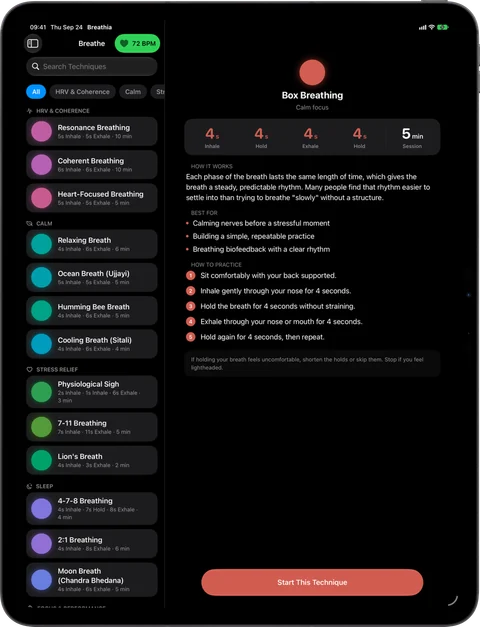 09:41 Thu Sep 24 Breathia
Breathe
72 BPM
Search Techniques
All
HRV & Coherence
Calm
HRV & COHERENCE
Resonance Breathing
5s Inhale · 5s Exhale · 10 min
Coherent Breathing
6s Inhale · 6s Exhale · 10 min
Heart-Focused Breathing
5s Inhale · 5s Exhale · 5 min
CALM
Relaxing Breath
4s Inhale · 6s Exhale · 6 min
Ocean Breath (Ujjayi)
5s Inhale · 5s Exhale · 5 min
Humming Bee Breath
4s Inhale · 6s Exhale · 5 min
Cooling Breath (Sitali)
4s Inhale · 6s Exhale · 4 min
STRESS RELIEF
Physiological Sigh
2s Inhale · 1s Inhale · 6s Exhale ·
3 min
7-11 Breathing
7s Inhale · 11s Exhale · 5 min
Lion's Breath
4s Inhale · 3s Exhale · 2 min
SLEEP
4-7-8 Breathing
4s Inhale · 7s Hold · 8s Exhale ·
4 min
2:1 Breathing
4s Inhale · 8s Exhale · 6 min
Moon Breath
(Chandra Bhedana)
4s Inhale · 6s Exhale · 5 min
Box Breathing
Calm focus
4 s
Inhale
4 s
Hold
4 s
Exhale
4 s
Hold
5 min
Session
HOW IT WORKS
Each phase of the breath lasts the same length of time, which gives the
breath a steady, predictable rhythm. Many people find that rhythm easier to
settle into than trying to breathe "slowly" without a structure.
BEST FOR
• Calming nerves before a stressful moment
• Building a simple, repeatable practice
• Breathing biofeedback with a clear rhythm
HOW TO PRACTICE
1 Sit comfortably with your back supported.
2 Inhale gently through your nose for 4 seconds.
3 Hold the breath for 4 seconds without straining.
4 Exhale through your nose or mouth for 4 seconds.
5 Hold again for 4 seconds, then repeat.
If holding your breath feels uncomfortable, shorten the holds or skip them. Stop if you feel
lightheaded.
Start This Technique